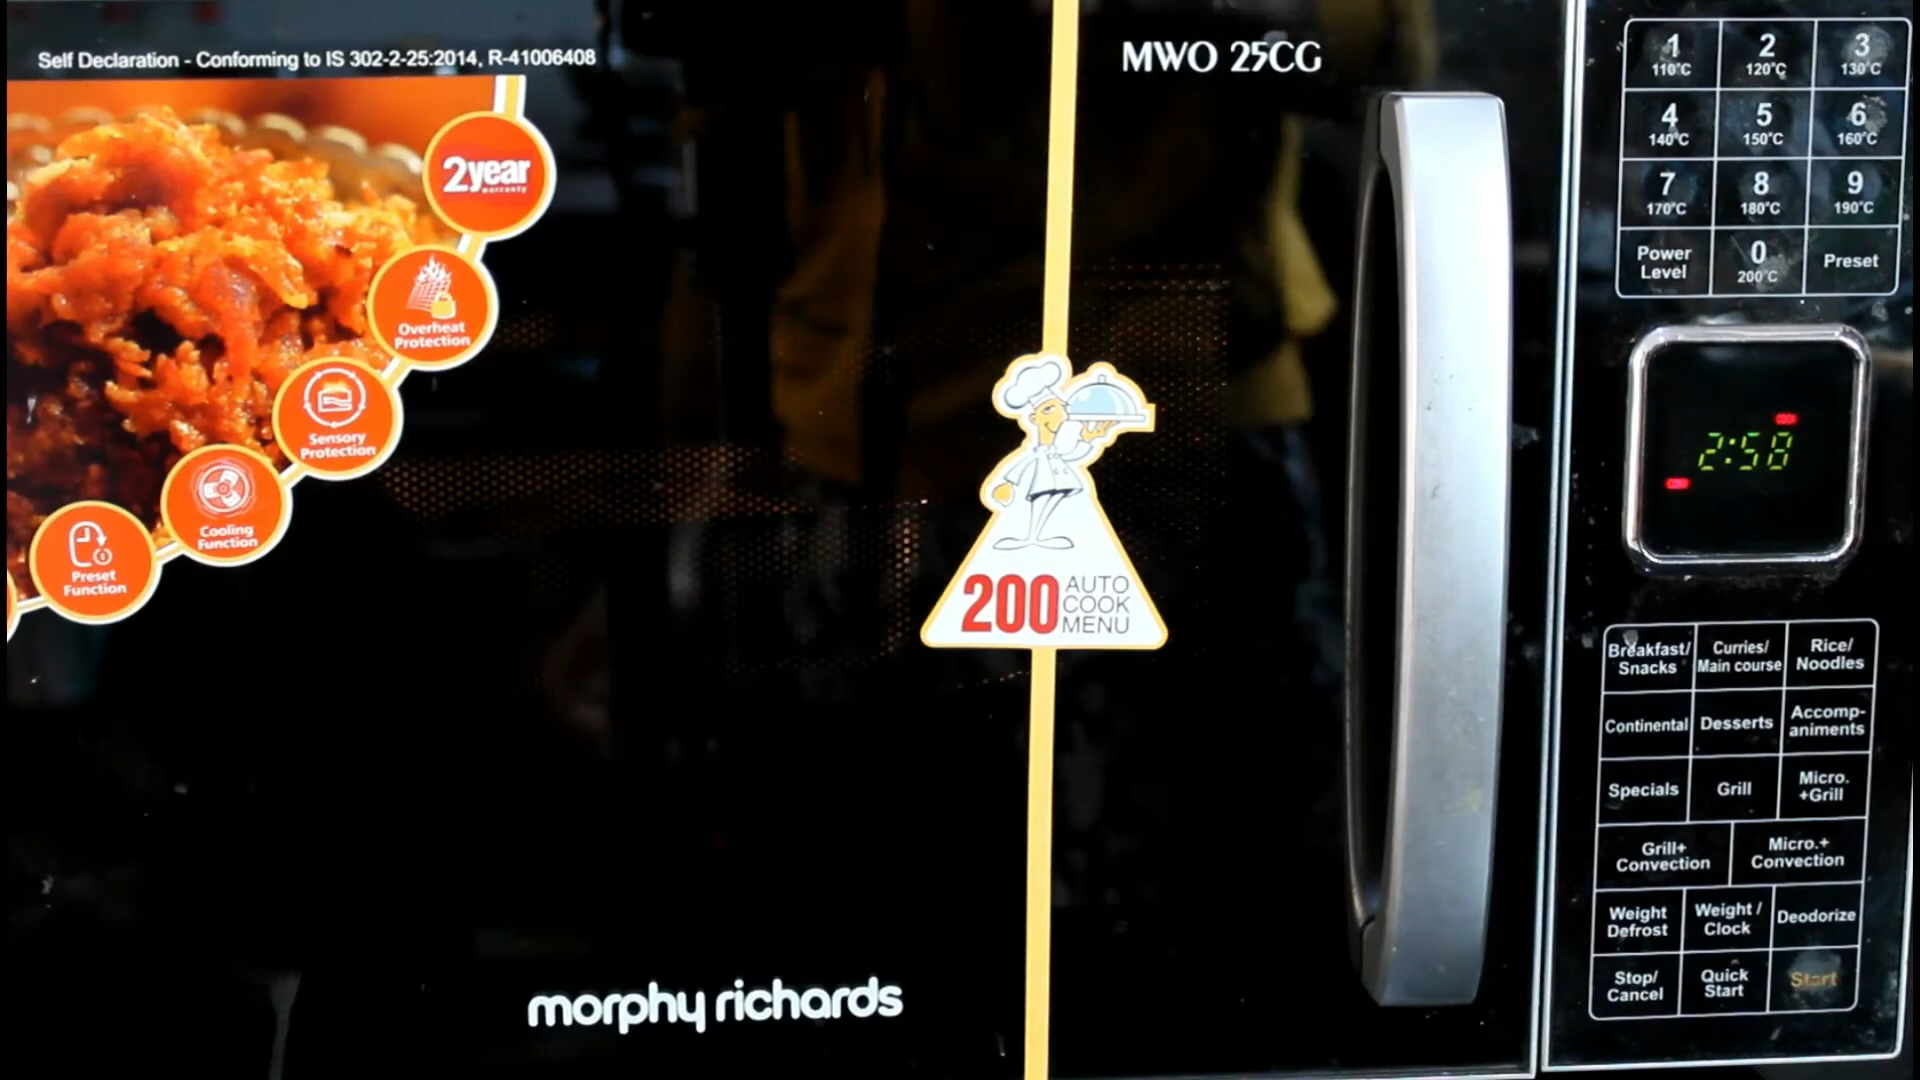 Self Declaration - Conforming to IS 302-2-25:2014, R-41006408
2year
warranty
Overheat
Protection
Sensory
Protection
Cooling
Function
Preset
Function
MWO 25CG
200 AUTO
COOK
MENU
morphy richards
1
110°C
2
120°C
3
130°C
4
140°C
5
150°C
6
160°C
7
170°C
8
180°C
9
190°C
Power
Level
0
200°C
Preset
COOK
2:58
Breakfast/
Snacks
Curries/
Main course
Rice/
Noodles
Continental
Desserts
Accomp-
animents
Specials
Grill
Micro.
+Grill
Grill+
Convection
Micro.+
Convection
Weight
Defrost
Weight /
Clock
Deodorize
Stop/
Cancel
Quick
Start
Start